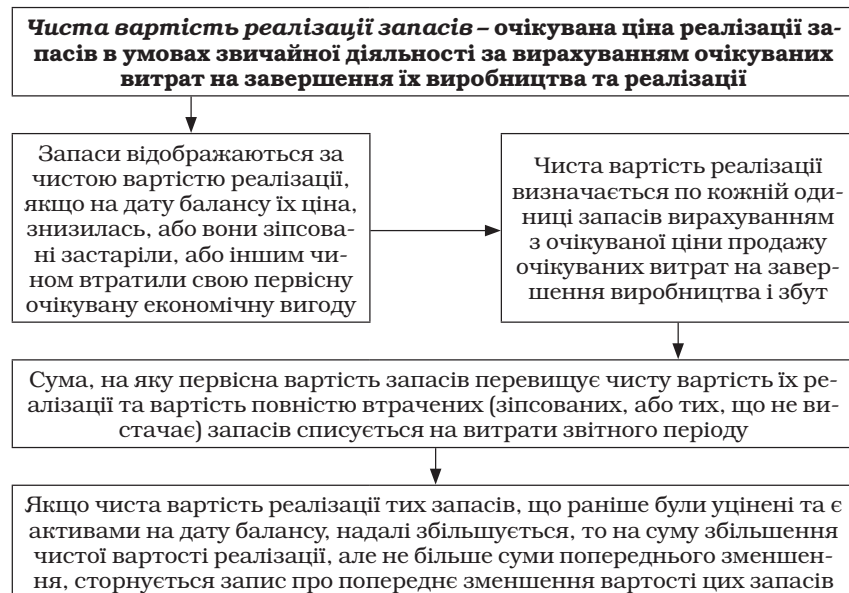 Чиста вартість реалізації запасів – очікувана ціна реалізації за-
пасів в умовах звичайної діяльності за вирахуванням очікуваних
витрат на завершення їх виробництва та реалізації
Запаси відображаються за
чистою вартістю реалізації,
якщо на дату балансу їх ціна,
знизилась, або вони зіпсова-
ні застаріли, або іншим чи-
ном втратили свою первісну
очікувану економічну вигоду
Чиста вартість реалізації
визначається по кожній оди-
ниці запасів вирахуванням
з очікуваної ціни продажу
очікуваних витрат на завер-
шення виробництва і збут
Сума, на яку первісна вартість запасів перевищує чисту вартість їх ре-
алізації та вартість повністю втрачених (зіпсованих, або тих, що не ви-
стачає) запасів списується на витрати звітного періоду
Якщо чиста вартість реалізації тих запасів, що раніше були уцінені та є
активами на дату балансу, надалі збільшується, то на суму збільшення
чистої вартості реалізації, але не більше суми попереднього зменшен-
ня, сторнується запис про попереднє зменшення вартості цих запасів